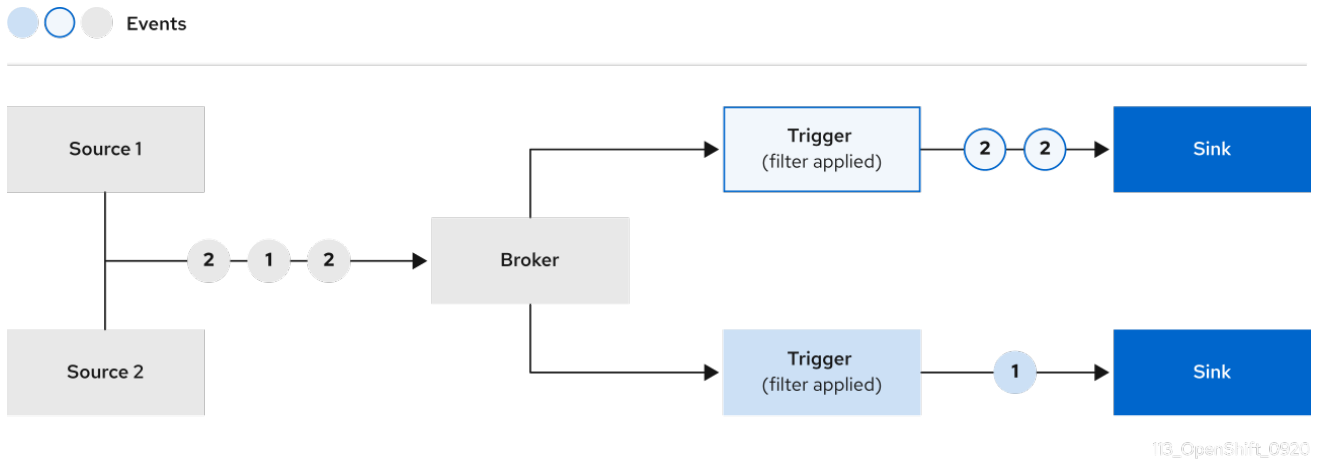 Events
Source 1
Source 2
2 1 2
Broker
Trigger
(filter applied)
2 2
Sink
Trigger
(filter applied)
1
Sink
113_OpenShift_0920